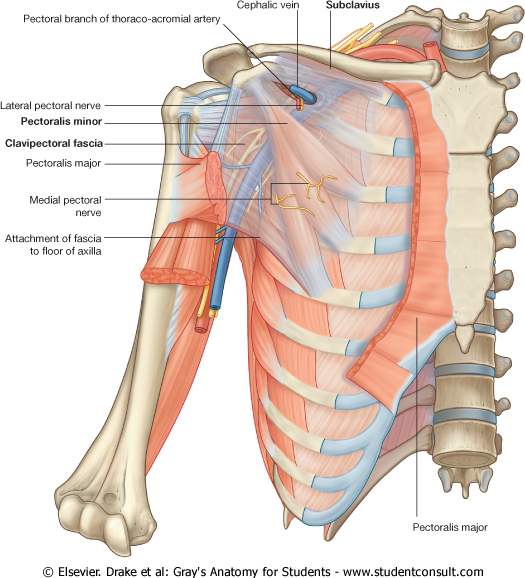 Cephalic vein
Subclavius
Pectoral branch of thoraco-acromial artery
Lateral pectoral nerve
Pectoralis minor
Clavipectoral fascia
Pectoralis major
Medial pectoral
nerve
Attachment of fascia
to floor of axilla
Pectoralis major
© Elsevier. Drake et al: Gray's Anatomy for Students - www.studentconsult.com